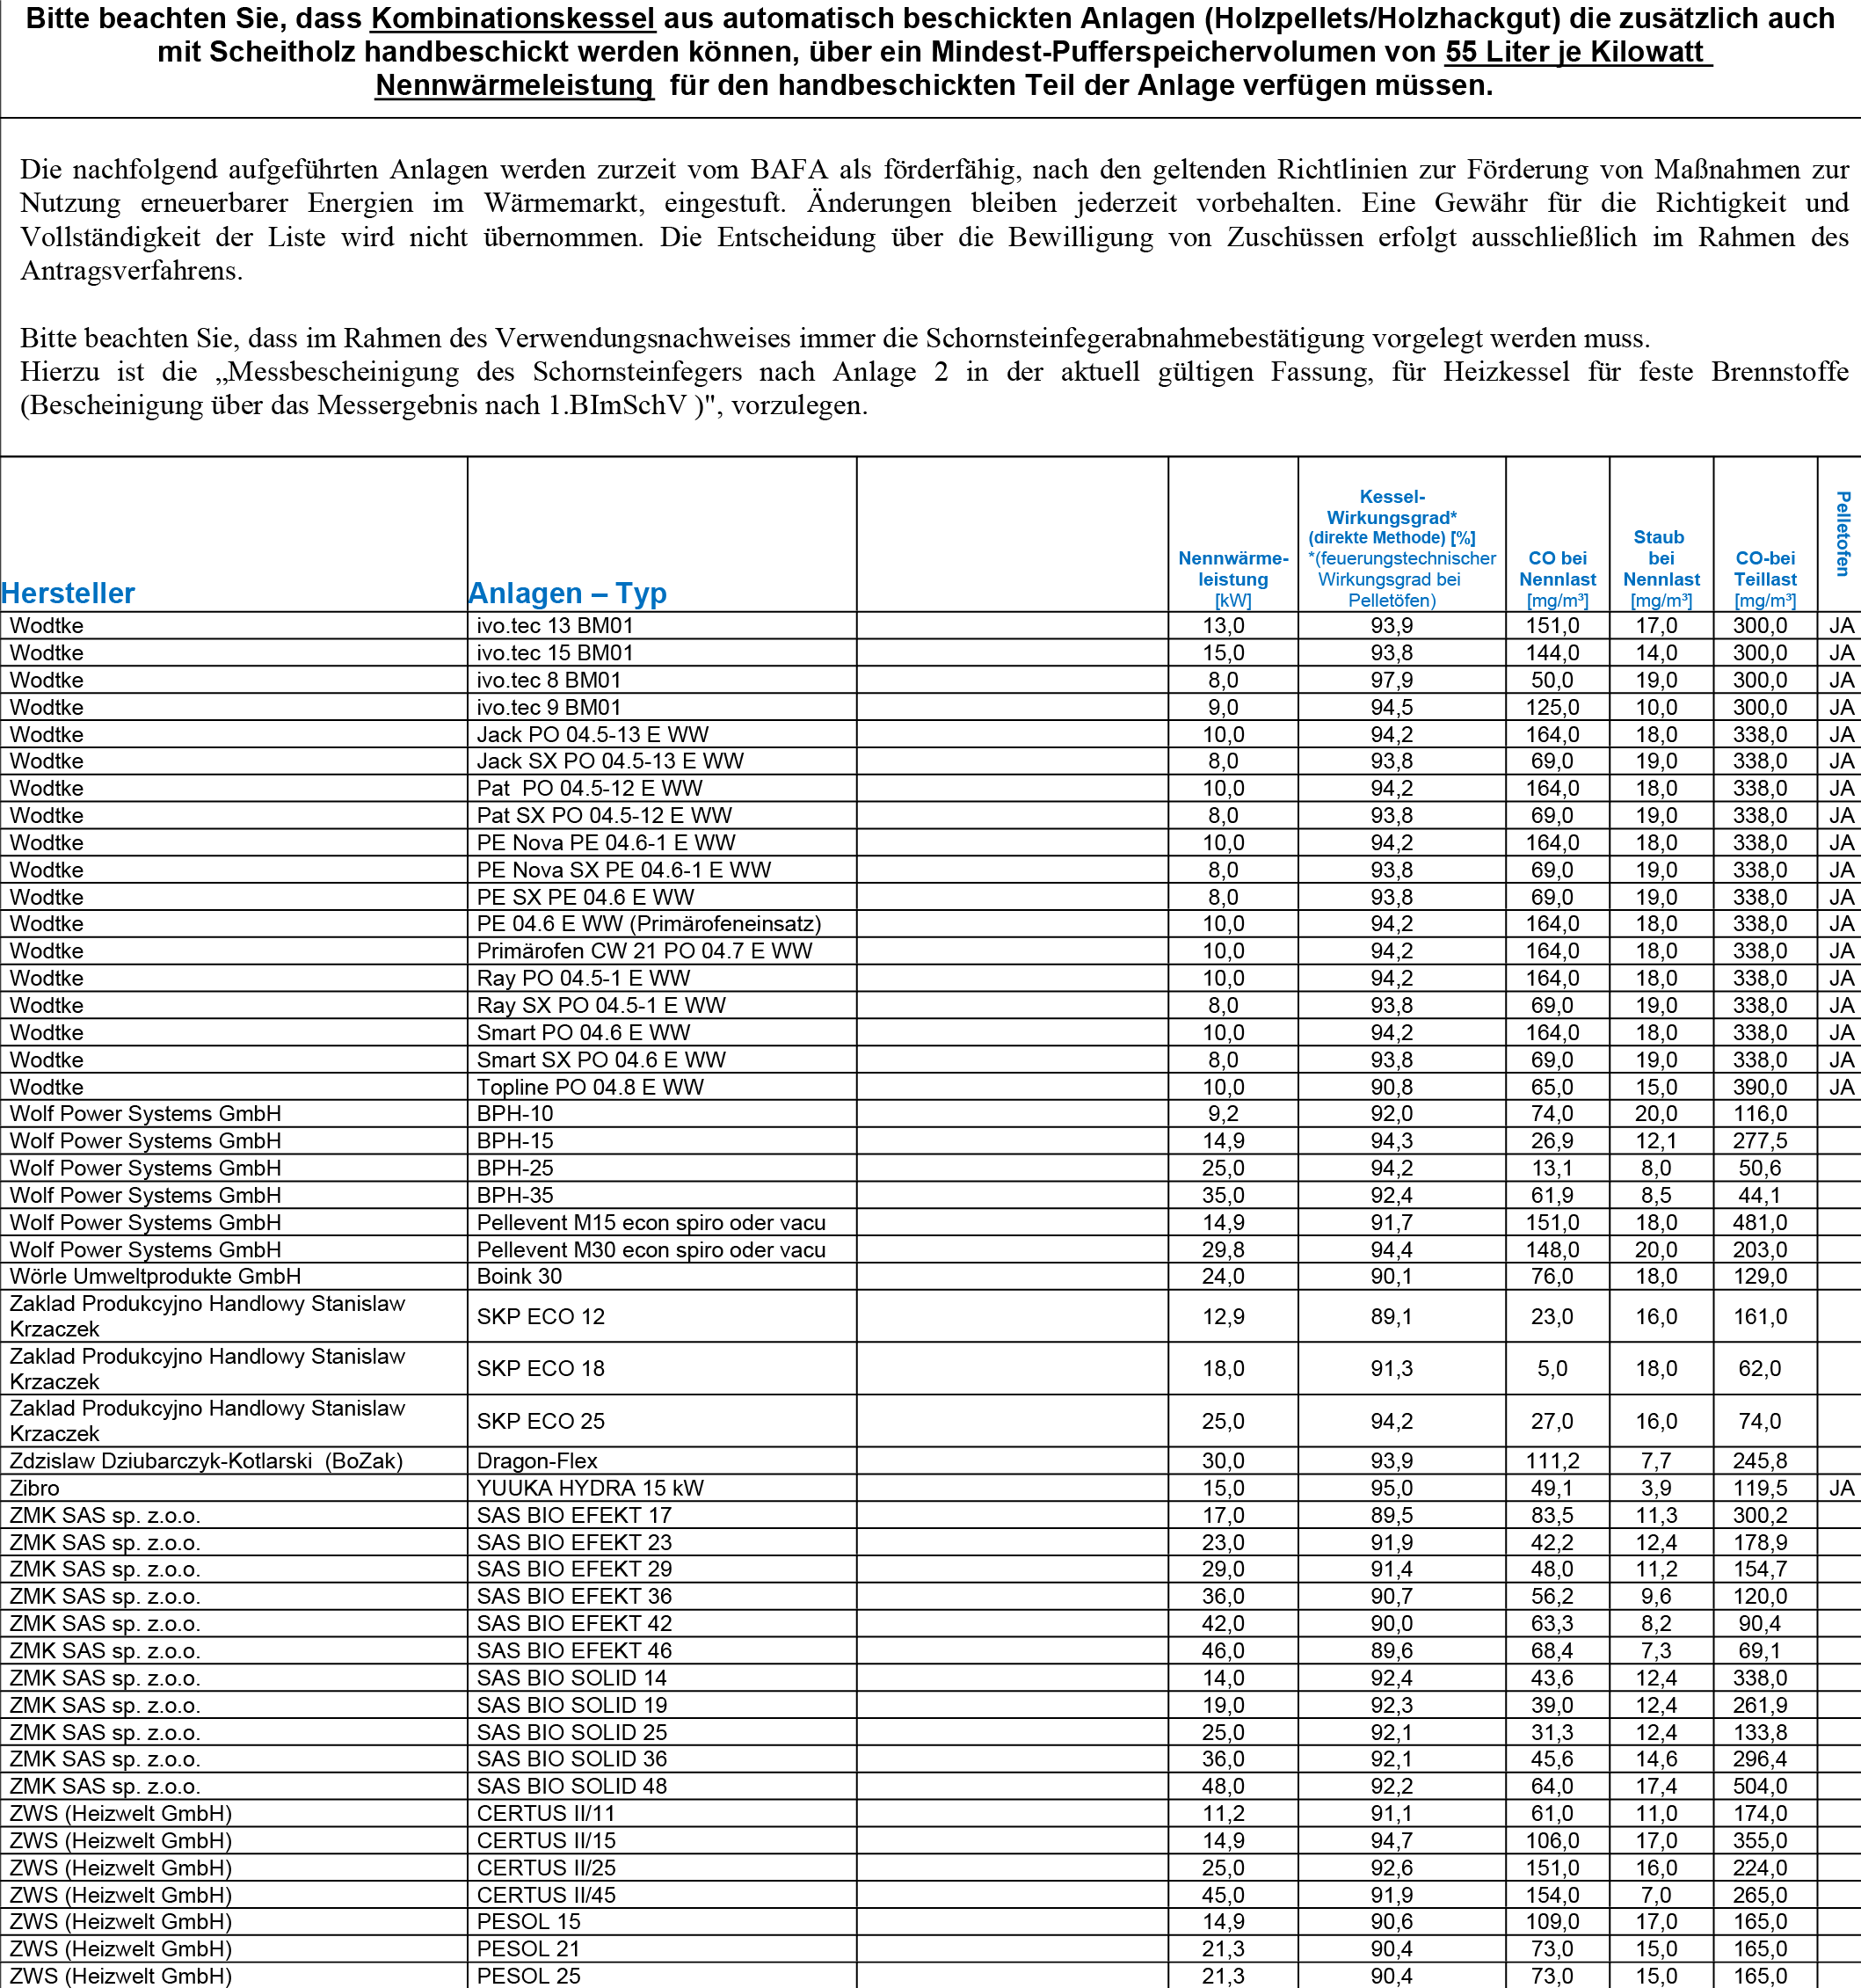 Bitte beachten Sie, dass Kombinationskessel aus automatisch beschickten Anlagen (Holzpellets/Holzhackgut) die zusätzlich auch
mit Scheitholz handbeschickt werden können, über ein Mindest-Pufferspeichervolumen von 55 Liter je Kilowatt
Nennwärmeleistung für den handbeschickten Teil der Anlage verfügen müssen.
Die nachfolgend aufgeführten Anlagen werden zurzeit vom BAFA als förderfähig, nach den geltenden Richtlinien zur Förderung von Maßnahmen zur
Nutzung erneuerbarer Energien im Wärmemarkt, eingestuft. Änderungen bleiben jederzeit vorbehalten. Eine Gewähr für die Richtigkeit und
Vollständigkeit der Liste wird nicht übernommen. Die Entscheidung über die Bewilligung von Zuschüssen erfolgt ausschließlich im Rahmen des
Antragsverfahrens.
Bitte beachten Sie, dass im Rahmen des Verwendungsnachweises immer die Schornsteinfegerabnahmebestätigung vorgelegt werden muss.
Hierzu ist die „Messbescheinigung des Schornsteinfegers nach Anlage 2 in der aktuell gültigen Fassung, für Heizkessel für feste Brennstoffe
(Bescheinigung über das Messergebnis nach 1.BImSchV )", vorzulegen.
Hersteller
Anlagen – Typ
Nennwärme-
leistung
[kW]
Kessel-
Wirkungsgrad*
(direkte Methode) [%]
*(feuerungstechnischer
Wirkungsgrad bei
Pelletöfen)
CO bei
Nennlast
[mg/m³]
Staub
bei
Nennlast
[mg/m³]
CO-bei
Teillast
[mg/m³]
Pelletofen
Wodtke ivo.tec 13 BM01 13,0 93,9 151,0 17,0 300,0 JA
Wodtke ivo.tec 15 BM01 15,0 93,8 144,0 14,0 300,0 JA
Wodtke ivo.tec 8 BM01 8,0 97,9 50,0 19,0 300,0 JA
Wodtke ivo.tec 9 BM01 9,0 94,5 125,0 10,0 300,0 JA
Wodtke Jack PO 04.5-13 E WW 10,0 94,2 164,0 18,0 338,0 JA
Wodtke Jack SX PO 04.5-13 E WW 8,0 93,8 69,0 19,0 338,0 JA
Wodtke Pat PO 04.5-12 E WW 10,0 94,2 164,0 18,0 338,0 JA
Wodtke Pat SX PO 04.5-12 E WW 8,0 93,8 69,0 19,0 338,0 JA
Wodtke PE Nova PE 04.6-1 E WW 10,0 94,2 164,0 18,0 338,0 JA
Wodtke PE Nova SX PE 04.6-1 E WW 8,0 93,8 69,0 19,0 338,0 JA
Wodtke PE SX PE 04.6 E WW 8,0 93,8 69,0 19,0 338,0 JA
Wodtke PE 04.6 E WW (Primärofeneinsatz) 10,0 94,2 164,0 18,0 338,0 JA
Wodtke Primärofen CW 21 PO 04.7 E WW 10,0 94,2 164,0 18,0 338,0 JA
Wodtke Ray PO 04.5-1 E WW 10,0 94,2 164,0 18,0 338,0 JA
Wodtke Ray SX PO 04.5-1 E WW 8,0 93,8 69,0 19,0 338,0 JA
Wodtke Smart PO 04.6 E WW 10,0 94,2 164,0 18,0 338,0 JA
Wodtke Smart SX PO 04.6 E WW 8,0 93,8 69,0 19,0 338,0 JA
Wodtke Topline PO 04.8 E WW 10,0 90,8 65,0 15,0 390,0 JA
Wolf Power Systems GmbH BPH-10 9,2 92,0 74,0 20,0 116,0
Wolf Power Systems GmbH BPH-15 14,9 94,3 26,9 12,1 277,5
Wolf Power Systems GmbH BPH-25 25,0 94,2 13,1 8,0 50,6
Wolf Power Systems GmbH BPH-35 35,0 92,4 61,9 8,5 44,1
Wolf Power Systems GmbH Pellevent M15 econ spiro oder vacu 14,9 91,7 151,0 18,0 481,0
Wolf Power Systems GmbH Pellevent M30 econ spiro oder vacu 29,8 94,4 148,0 20,0 203,0
Wörle Umweltprodukte GmbH Boink 30 24,0 90,1 76,0 18,0 129,0
Zaklad Produkcyjno Handlowy Stanislaw
Krzaczek SKP ECO 12 12,9 89,1 23,0 16,0 161,0
Zaklad Produkcyjno Handlowy Stanislaw
Krzaczek SKP ECO 18 18,0 91,3 5,0 18,0 62,0
Zaklad Produkcyjno Handlowy Stanislaw
Krzaczek SKP ECO 25 25,0 94,2 27,0 16,0 74,0
Zdzislaw Dziubarczyk-Kotlarski (BoZak) Dragon-Flex 30,0 93,9 111,2 7,7 245,8
Zibro YUUKA HYDRA 15 kW 15,0 95,0 49,1 3,9 119,5 JA
ZMK SAS sp. z.o.o. SAS BIO EFEKT 17 17,0 89,5 83,5 11,3 300,2
ZMK SAS sp. z.o.o. SAS BIO EFEKT 23 23,0 91,9 42,2 12,4 178,9
ZMK SAS sp. z.o.o. SAS BIO EFEKT 29 29,0 91,4 48,0 11,2 154,7
ZMK SAS sp. z.o.o. SAS BIO EFEKT 36 36,0 90,7 56,2 9,6 120,0
ZMK SAS sp. z.o.o. SAS BIO EFEKT 42 42,0 90,0 63,3 8,2 90,4
ZMK SAS sp. z.o.o. SAS BIO EFEKT 46 46,0 89,6 68,4 7,3 69,1
ZMK SAS sp. z.o.o. SAS BIO SOLID 14 14,0 92,4 43,6 12,4 338,0
ZMK SAS sp. z.o.o. SAS BIO SOLID 19 19,0 92,3 39,0 12,4 261,9
ZMK SAS sp. z.o.o. SAS BIO SOLID 25 25,0 92,1 31,3 12,4 133,8
ZMK SAS sp. z.o.o. SAS BIO SOLID 36 36,0 92,1 45,6 14,6 296,4
ZMK SAS sp. z.o.o. SAS BIO SOLID 48 48,0 92,2 64,0 17,4 504,0
ZWS (Heizwelt GmbH) CERTUS II/11 11,2 91,1 61,0 11,0 174,0
ZWS (Heizwelt GmbH) CERTUS II/15 14,9 94,7 106,0 17,0 355,0
ZWS (Heizwelt GmbH) CERTUS II/25 25,0 92,6 151,0 16,0 224,0
ZWS (Heizwelt GmbH) CERTUS II/45 45,0 91,9 154,0 7,0 265,0
ZWS (Heizwelt GmbH) PESOL 15 14,9 90,6 109,0 17,0 165,0
ZWS (Heizwelt GmbH) PESOL 21 21,3 90,4 73,0 15,0 165,0
ZWS (Heizwelt GmbH) PESOL 25 21,3 90,4 73,0 15,0 165,0